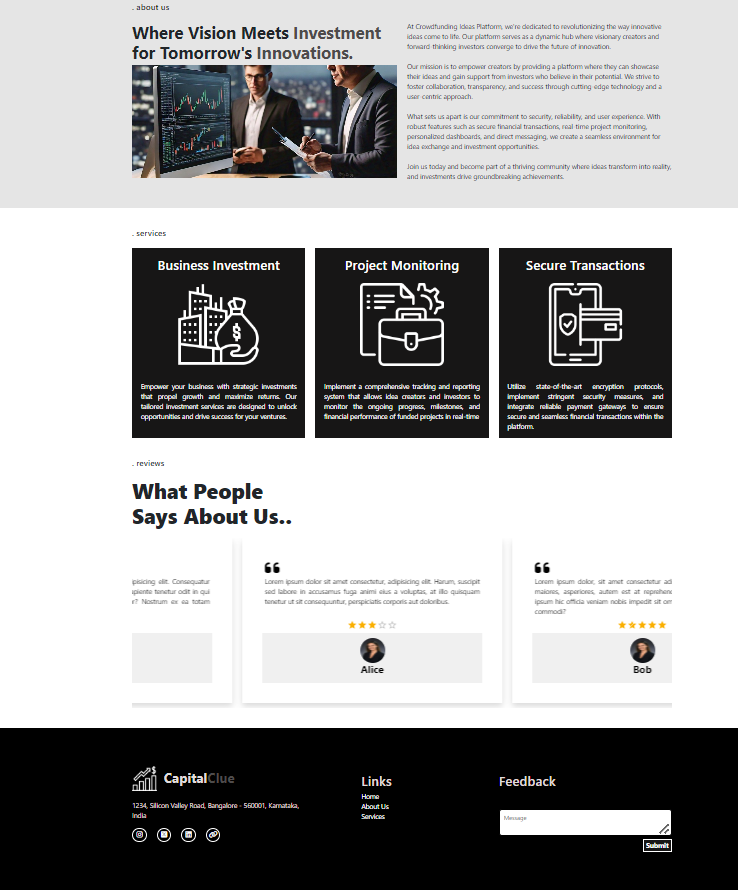 . about us
Where Vision Meets Investment
for Tomorrow's Innovations.
At Crowdfunding Ideas Platform, we're dedicated to revolutionizing the way innovative
ideas come to life. Our platform serves as a dynamic hub where visionary creators and
forward-thinking investors converge to drive the future of innovation.
Our mission is to empower creators by providing a platform where they can showcase
their ideas and gain support from investors who believe in their potential. We strive to
foster collaboration, transparency, and success through cutting-edge technology and a
user-centric approach.
What sets us apart is our commitment to security, reliability, and user experience. With
robust features such as secure financial transactions, real-time project monitoring,
personalized dashboards, and direct messaging, we create a seamless environment for
idea exchange and investment opportunities.
Join us today and become part of a thriving community where ideas transform into reality,
and investments drive groundbreaking achievements.
. services
Business Investment
Empower your business with strategic investments
that propel growth and maximize returns. Our
tailored investment services are designed to unlock
opportunities and drive success for your ventures.
Project Monitoring
Implement a comprehensive tracking and reporting
system that allows idea creators and investors to
monitor the ongoing progress, milestones, and
financial performance of funded projects in real-time
Secure Transactions
Utilize state-of-the-art encryption protocols,
implement stringent security measures, and
integrate reliable payment gateways to ensure
secure and seamless financial transactions within the
platform.
. reviews
What People
Says About Us..
pisicing elit. Consequatur
apiente tenetur odit in qui
r? Nostrum ex ea totam
Lorem ipsum dolor sit amet consectetur, adipisicing elit. Harum, suscipit
sed labore in accusamus fuga animi eius a voluptas, at illo quisquam
tenetur ut sit consequuntur, perspiciatis corporis aut doloribus.
Alice
Lorem ipsum dolor, sit amet consectetur ad
maiores, asperiores, autem est at reprehen
ipsum hic officia veniam nobis impedit sit om
commodi?
Bob
CapitalClue
1234, Silicon Valley Road, Bangalore - 560001, Karnataka,
India
Links
Home
About Us
Services
Feedback
Message
Submit